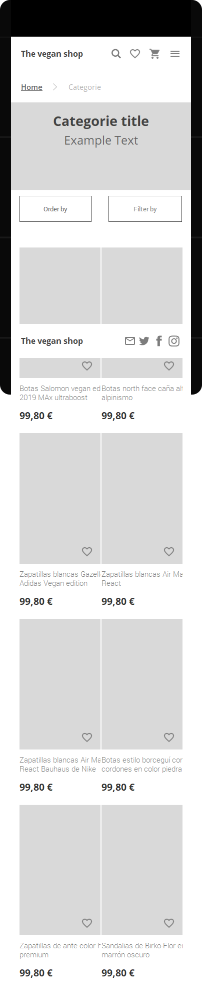 The vegan shop
Home Categorie
Categorie title
Example Text
Order by Filter by
The vegan shop
Botas Salomon vegan ed
2019 MAx ultraboost
99,80 €
Botas north face caña al
alpinismo
99,80 €
Zapatillas blancas Gazell
Adidas Vegan edition
99,80 €
Zapatillas blancas Air Ma
React
99,80 €
Zapatillas blancas Air Ma
React Bauhaus de Nike
99,80 €
Botas estilo borceguí con
cordones en color piedra
99,80 €
Zapatillas de ante color h
premium
99,80 €
Sandalias de Birko-Flor en
marrón oscuro
99,80 €